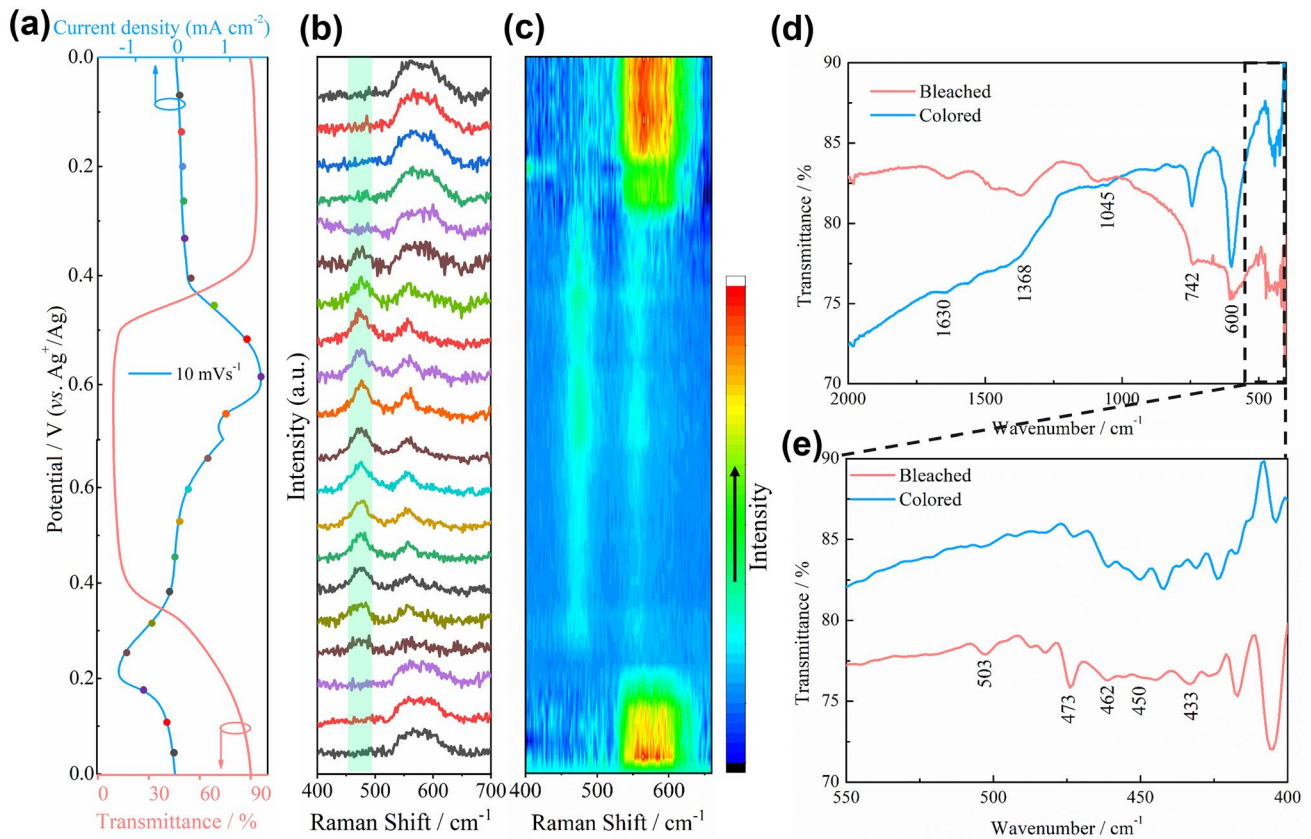 (a)
Current density (mA cm⁻²)
-1 0 1
0.0
0.2
0.4
0.6
0.6
0.4
0.2
0.0
Potential / V (vs. Ag⁺/Ag)
10 mVs⁻¹
0 30 60 90
Transmittance / %
(b)
Intensity (a.u.)
400 500 600 700
Raman Shift / cm⁻¹
(c)
400 500 600
Raman Shift / cm⁻¹
Intensity
(d)
Bleached
Colored
90
85
80
75
70
Transmittance / %
1630
1368
1045
742
600
2000 1500 1000 500
Wavenumber / cm⁻¹
(e)
Bleached
Colored
90
85
80
75
70
Transmittance / %
503
473
462
450
433
550 500 450 400
Wavenumber / cm⁻¹